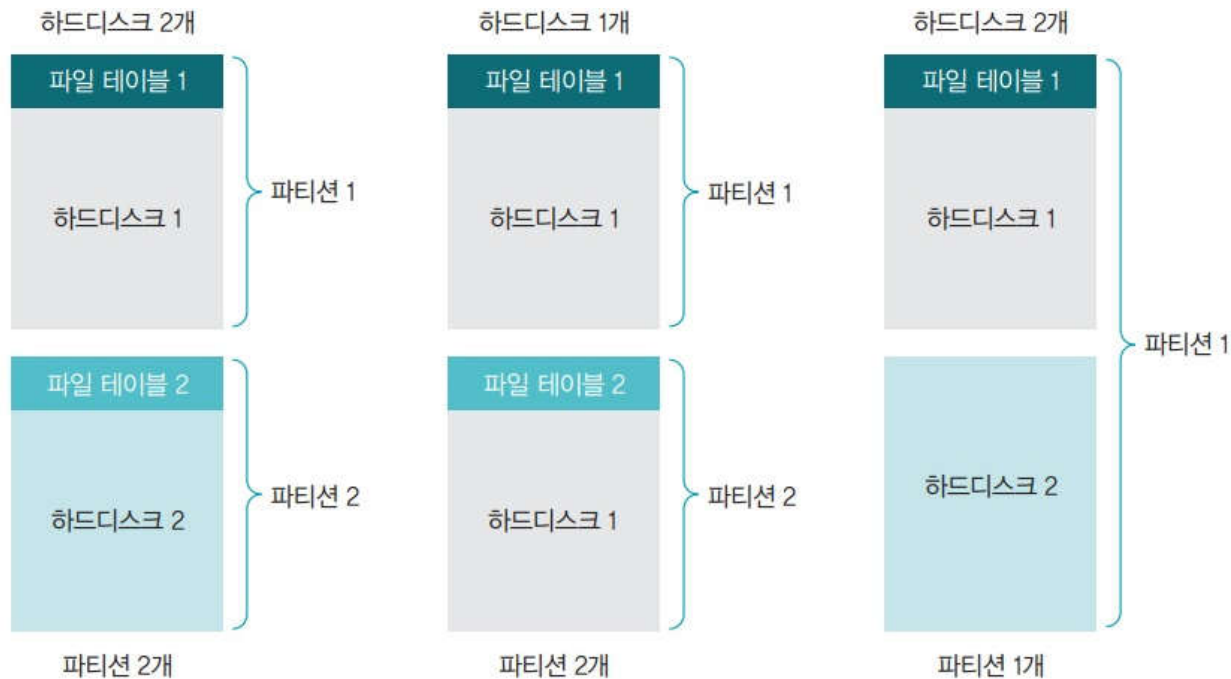 하드디스크 2개
파일 테이블 1
하드디스크 1
파티션 1
파일 테이블 2
하드디스크 2
파티션 2
파티션 2개
하드디스크 1개
파일 테이블 1
하드디스크 1
파티션 1
파일 테이블 2
하드디스크 1
파티션 2
파티션 2개
하드디스크 2개
파일 테이블 1
하드디스크 1
파티션 1
하드디스크 2
파티션 1개